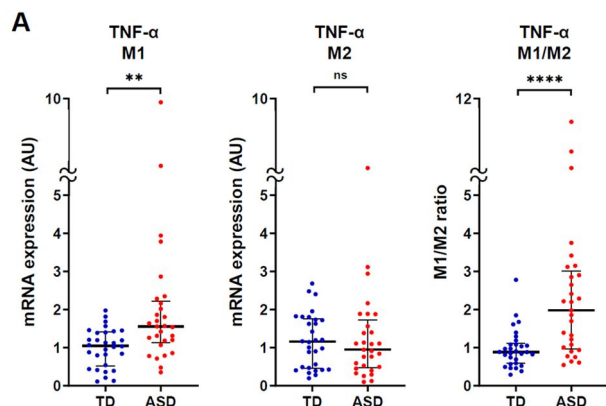 A
TNF-α
M1
**
mRNA expression (AU)
10
5
4
3
2
1
0
TD
ASD
TNF-α
M2
ns
mRNA expression (AU)
10
5
4
3
2
1
0
TD
ASD
TNF-α
M1/M2
****
M1/M2 ratio
12
5
4
3
2
1
0
TD
ASD